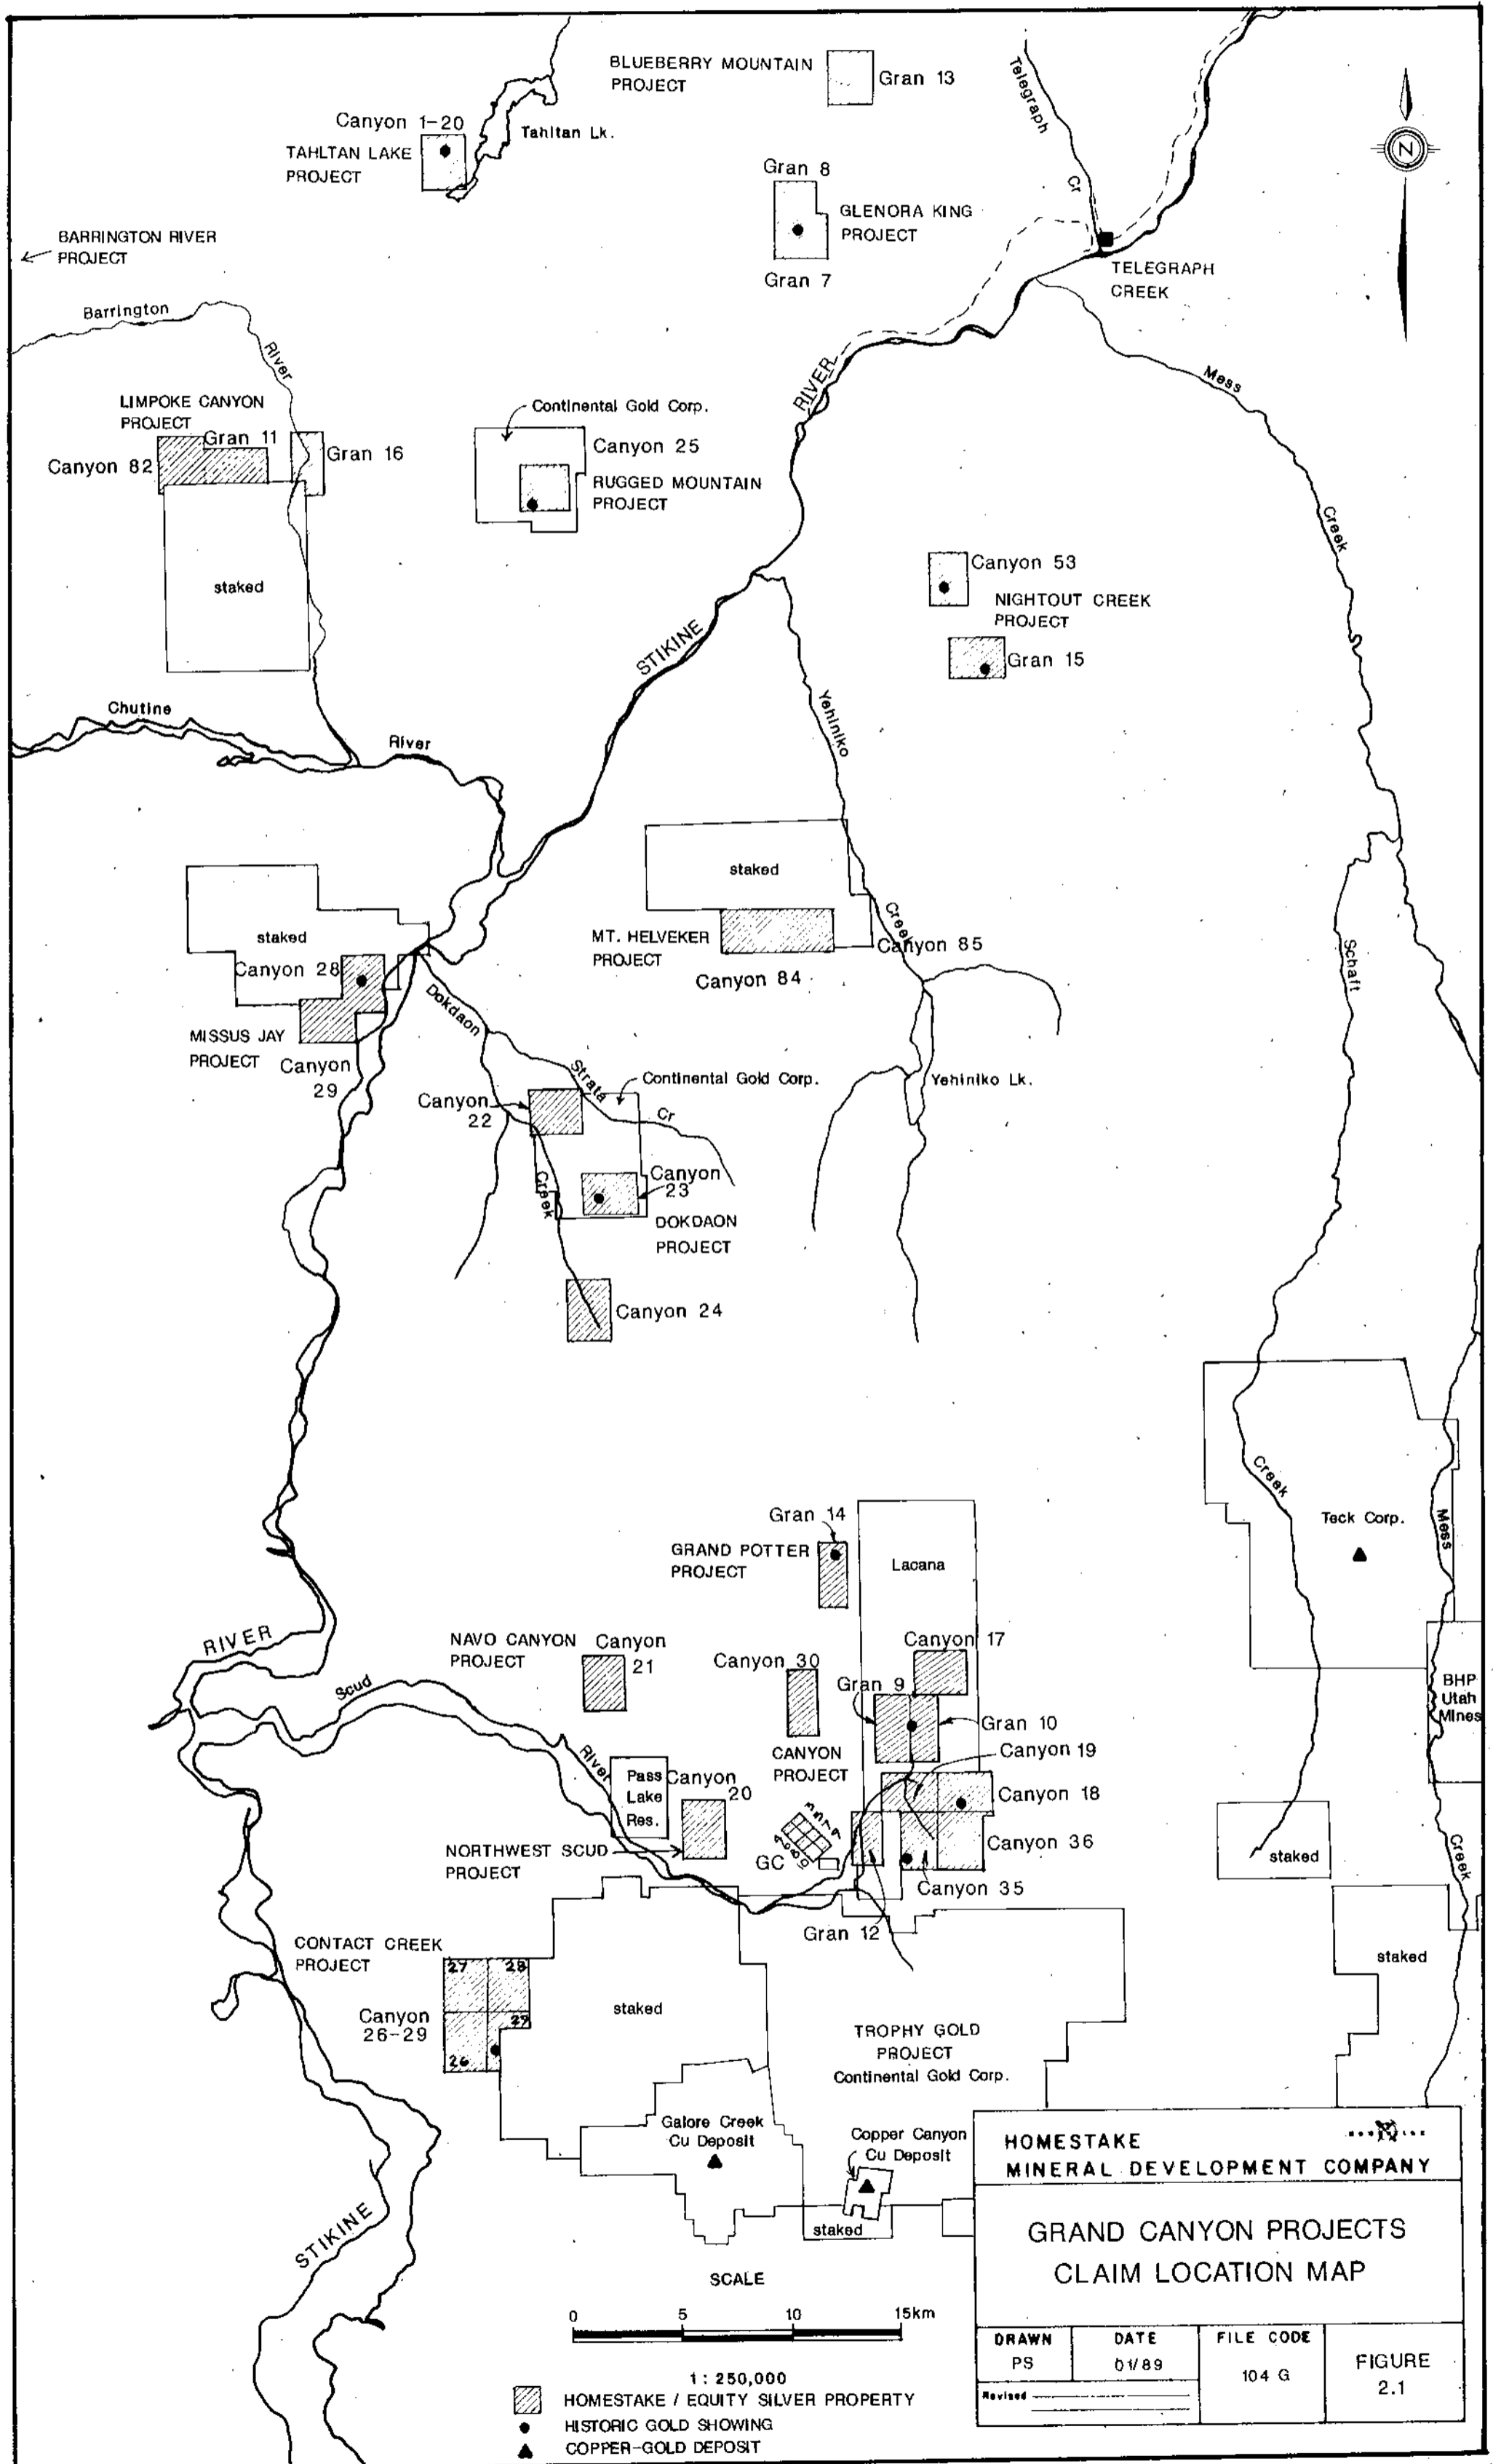 BLUEBERRY MOUNTAIN
PROJECT
Gran 13
Telegraph
Cr
Canyon 1-20
Tahltan Lk.
TAHLTAN LAKE
PROJECT
N
Gran 8
GLENORA KING
PROJECT
Gran 7
BARRINGTON RIVER
PROJECT
TELEGRAPH
CREEK
Barrington
River
RIVER
Mess
Creek
LIMPOKE CANYON
PROJECT
Gran 11
Canyon 82
Gran 16
Continental Gold Corp.
Canyon 25
RUGGED MOUNTAIN
PROJECT
staked
Canyon 53
NIGHTOUT CREEK
PROJECT
Gran 15
STIKINE
Yehiniko
Chutine
River
staked
Creek
MT. HELVEKER
PROJECT
Canyon 85
Canyon 84
staked
Canyon 28
MISSUS JAY
PROJECT
Canyon
29
Dokdaon
Schaft
Strata
Cr
Continental Gold Corp.
Yehiniko Lk.
Canyon
22
Creek
Canyon
23
DOKDAON
PROJECT
Canyon 24
Creek
Teck Corp.
Mess
Gran 14
GRAND POTTER
PROJECT
Lacana
RIVER
NAVO CANYON
PROJECT
Canyon
21
Canyon 30
Canyon 17
Gran 9
Gran 10
BHP
Utah
Mines
Scud
River
CANYON
PROJECT
Canyon 19
Pass
Lake
Res.
Canyon
20
Canyon 18
NORTHWEST SCUD
PROJECT
GC
Canyon 36
Canyon 35
staked
Creek
Gran 12
CONTACT CREEK
PROJECT
27 28
29
26
Canyon
26-29
staked
staked
TROPHY GOLD
PROJECT
Continental Gold Corp.
Galore Creek
Cu Deposit
Copper Canyon
Cu Deposit
staked
STIKINE
HOMESTAKE
MINERAL DEVELOPMENT COMPANY
GRAND CANYON PROJECTS
CLAIM LOCATION MAP
DRAWN
PS
DATE
01/89
FILE CODE
104 G
FIGURE
2.1
Revised
SCALE
0 5 10 15km
1 : 250,000
HOMESTAKE / EQUITY SILVER PROPERTY
HISTORIC GOLD SHOWING
COPPER-GOLD DEPOSIT